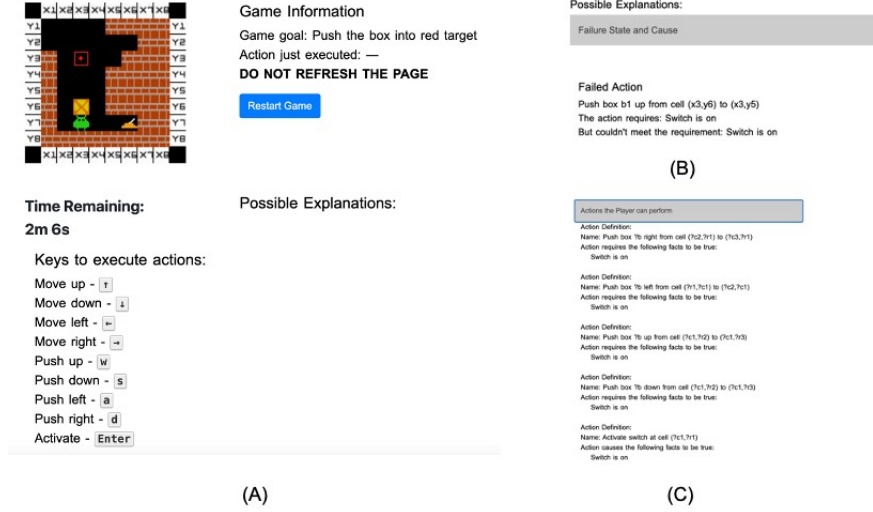 X1 X2 X3 X4 X5 X6 X7 X8
Y1 Y1
Y2 Y2
Y3 Y3
Y4 Y4
Y5 Y5
Y6 Y6
Y7 Y7
Y8 Y8
X1 X2 X3 X4 X5 X6 X7 X8
Game Information
Game goal: Push the box into red target
Action just executed: —
DO NOT REFRESH THE PAGE
Restart Game
Time Remaining:
2m 6s
Keys to execute actions:
Move up - ↑
Move down - ↓
Move left - ←
Move right - →
Push up - w
Push down - s
Push left - a
Push right - d
Activate - Enter
Possible Explanations:
(A)
Possible Explanations:
Failure State and Cause
Failed Action
Push box b1 up from cell (x3,y6) to (x3,y5)
The action requires: Switch is on
But couldn't meet the requirement: Switch is on
(B)
Actions the Player can perform
Action Definition:
Name: Push box ?b right from cell (?c2,?r1) to (?c3,?r1)
Action requires the following facts to be true:
Switch is on
Action Definition:
Name: Push box ?b left from cell (?r1,?c1) to (?c2,?c1)
Action requires the following facts to be true:
Switch is on
Action Definition:
Name: Push box ?b up from cell (?c1,?r2) to (?c1,?r3)
Action requires the following facts to be true:
Switch is on
Action Definition:
Name: Push box ?b down from cell (?c1,?r2) to (?c1,?r3)
Action requires the following facts to be true:
Switch is on
Action Definition:
Name: Activate switch at cell (?c1,?r1)
Action causes the following facts to be true:
Switch is on
(C)